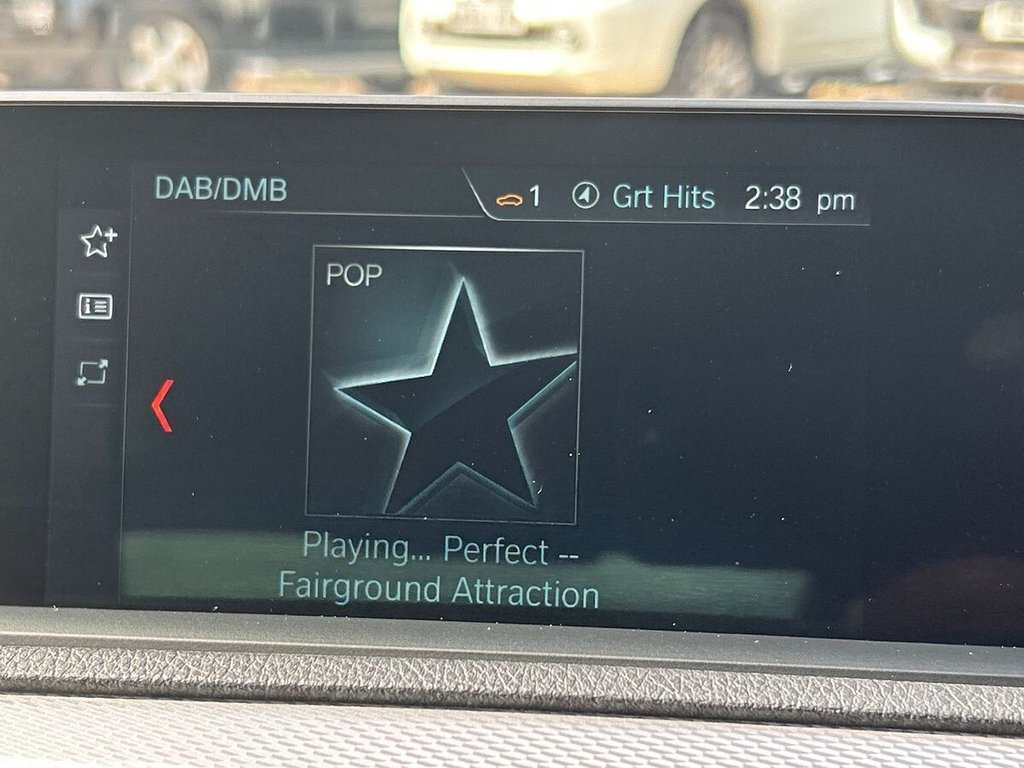 DAB/DMB
1 Grt Hits 2:38 pm
POP
Playing... Perfect --
Fairground Attraction